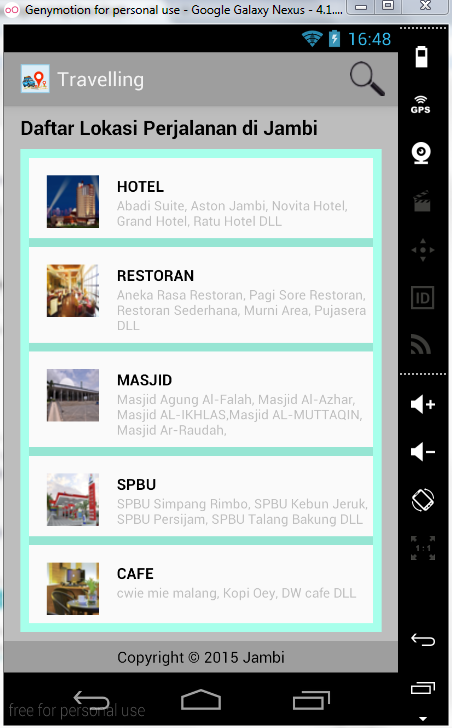 Genymotion for personal use - Google Galaxy Nexus - 4.1....
16:48
GPS
Travelling
Daftar Lokasi Perjalanan di Jambi
HOTEL
Abadi Suite, Aston Jambi, Novita Hotel,
Grand Hotel, Ratu Hotel DLL
RESTORAN
Aneka Rasa Restoran, Pagi Sore Restoran,
Restoran Sederhana, Murni Area, Pujasera
DLL
ID
MASJID
Masjid Agung Al-Falah, Masjid Al-Azhar,
Masjid AL-IKHLAS,Masjid AL-MUTTAQIN,
Masjid Ar-Raudah,
SPBU
SPBU Simpang Rimbo, SPBU Kebun Jeruk,
SPBU Persijam, SPBU Talang Bakung DLL
1:1
CAFE
cwie mie malang, Kopi Oey, DW cafe DLL
Copyright © 2015 Jambi
free for personal use